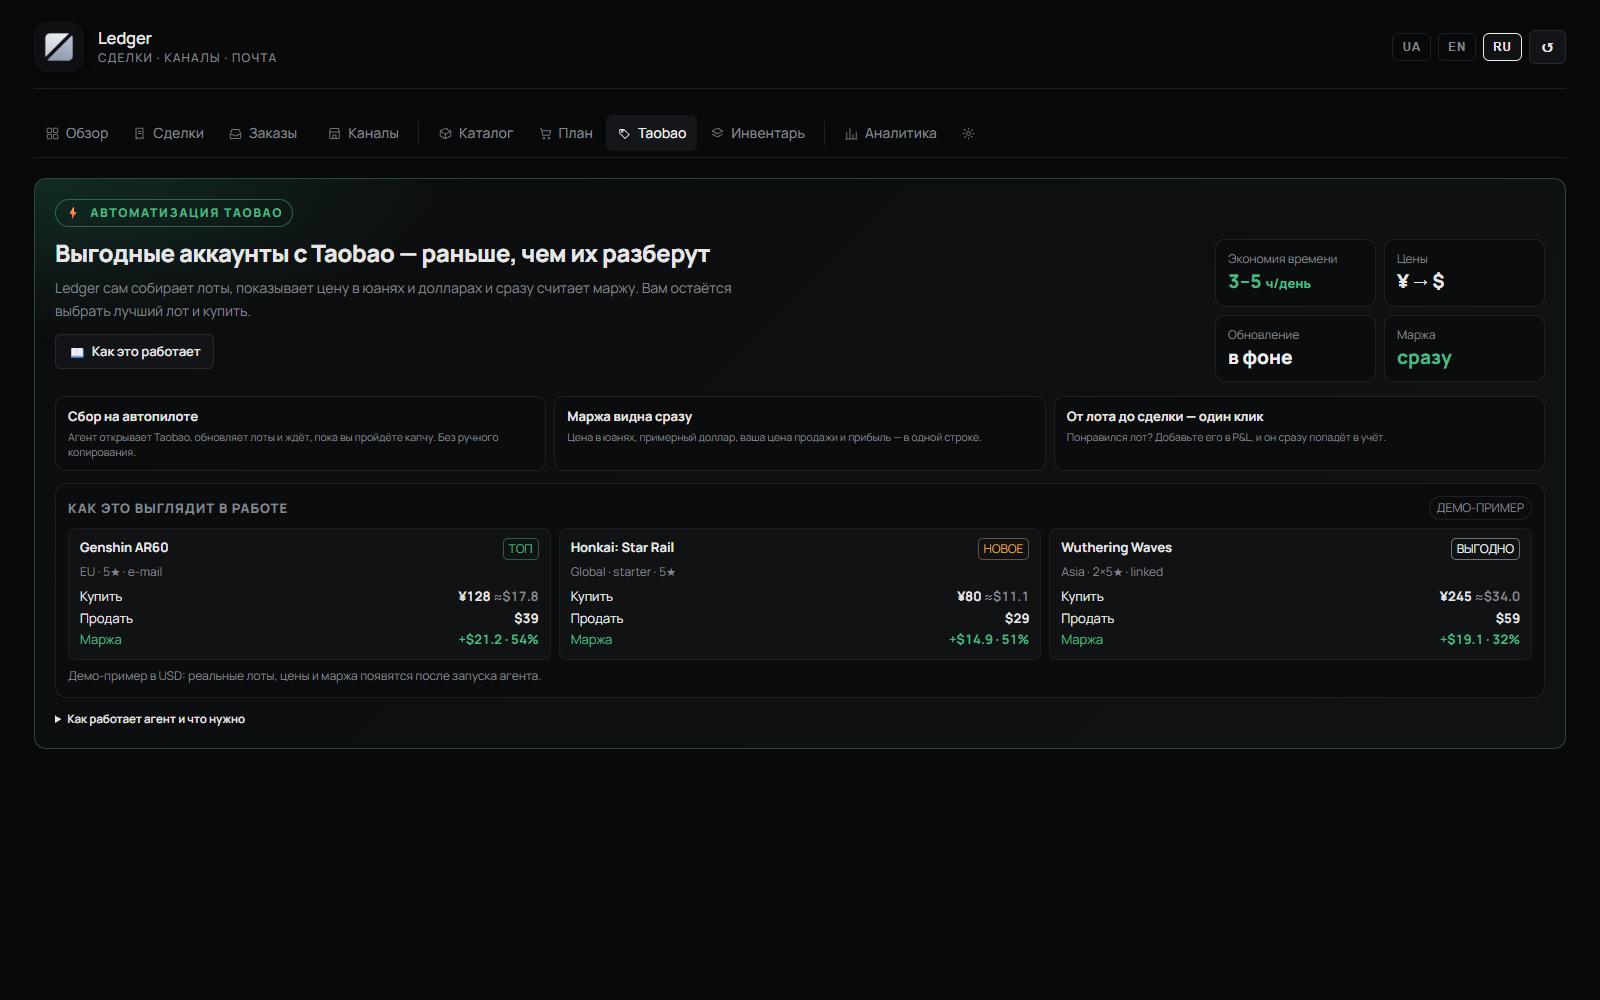 Ledger
СДЕЛКИ · КАНАЛЫ · ПОЧТА
UA EN RU ↺
Обзор Сделки Заказы Каналы Каталог План Taobao Инвентарь Аналитика
⚡ АВТОМАТИЗАЦИЯ TAOBAO
Выгодные аккаунты с Taobao — раньше, чем их разберут
Ledger сам собирает лоты, показывает цену в юанях и долларах и сразу считает маржу. Вам остаётся
выбрать лучший лот и купить.
Как это работает
Экономия времени
3–5 ч/день
Цены
¥ → $
Обновление
в фоне
Маржа
сразу
Сбор на автопилоте
Агент открывает Taobao, обновляет лоты и ждёт, пока вы пройдёте капчу. Без ручного
копирования.
Маржа видна сразу
Цена в юанях, примерный доллар, ваша цена продажи и прибыль — в одной строке.
От лота до сделки — один клик
Понравился лот? Добавьте его в P&L, и он сразу попадёт в учёт.
КАК ЭТО ВЫГЛЯДИТ В РАБОТЕ
ДЕМО-ПРИМЕР
Genshin AR60 ТОП
EU · 5★ · e-mail
Купить ¥128 ≈$17.8
Продать $39
Маржа +$21.2 · 54%
Honkai: Star Rail НОВОЕ
Global · starter · 5★
Купить ¥80 ≈$11.1
Продать $29
Маржа +$14.9 · 51%
Wuthering Waves ВЫГОДНО
Asia · 2×5★ · linked
Купить ¥245 ≈$34.0
Продать $59
Маржа +$19.1 · 32%
Демо-пример в USD: реальные лоты, цены и маржа появятся после запуска агента.
▶ Как работает агент и что нужно